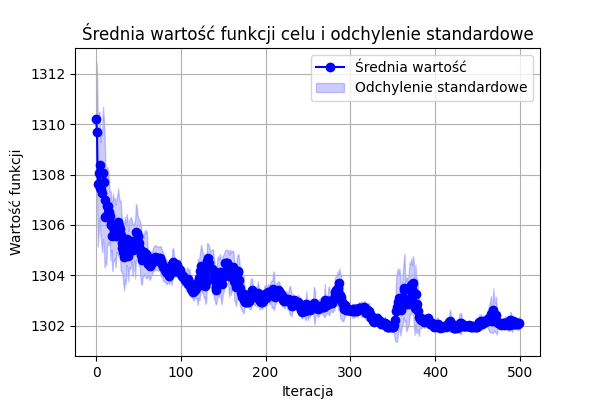 Średnia wartość funkcji celu i odchylenie standardowe
Średnia wartość
Odchylenie standardowe
Wartość funkcji
1312
1310
1308
1306
1304
1302
0
100
200
300
400
500
Iteracja